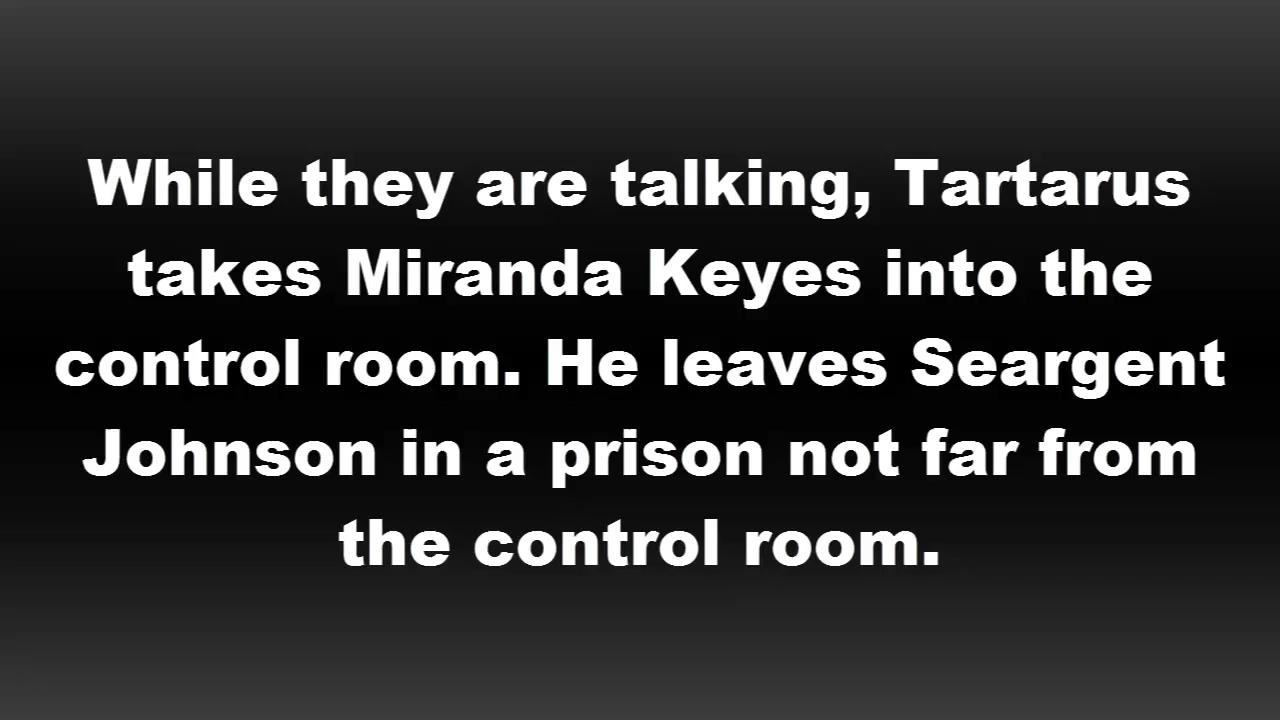 While they are talking, Tartarus
takes Miranda Keyes into the
control room. He leaves Seargent
Johnson in a prison not far from
the control room.